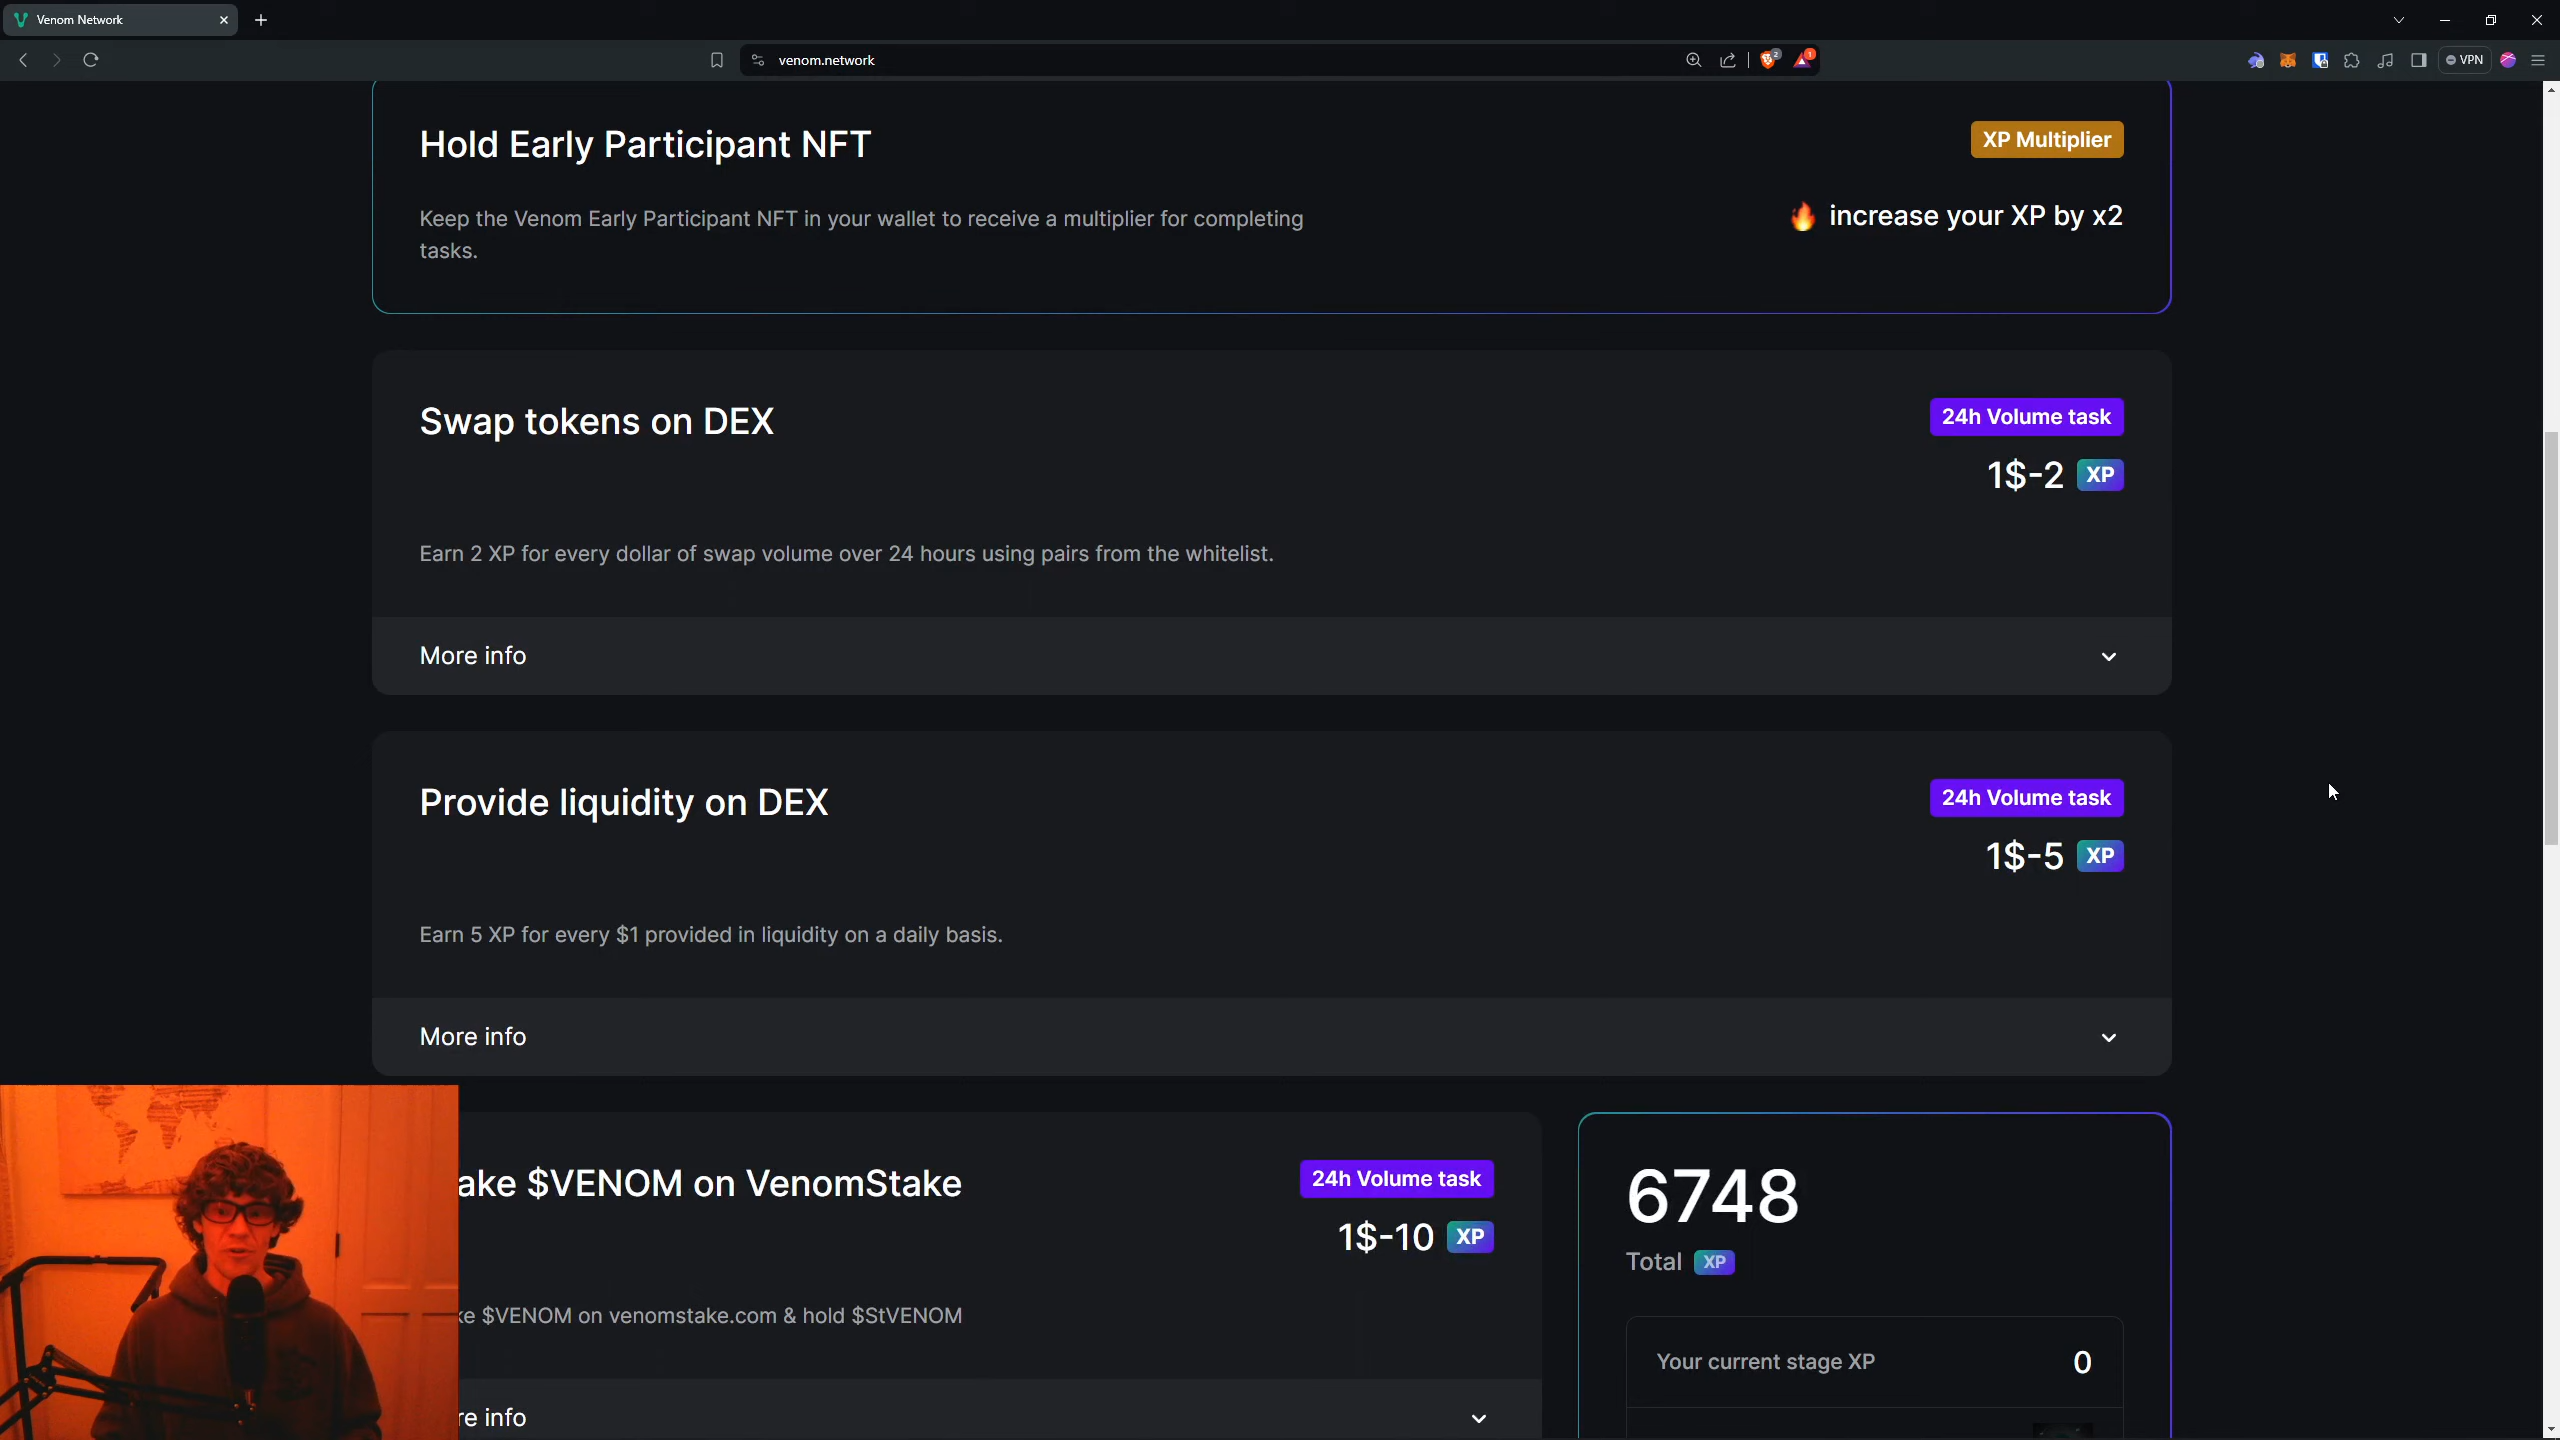 Venom Network
venom.network
VPN
Hold Early Participant NFT
XP Multiplier
Keep the Venom Early Participant NFT in your wallet to receive a multiplier for completing
tasks.
🔥 increase your XP by x2
Swap tokens on DEX
24h Volume task
1$-2 XP
Earn 2 XP for every dollar of swap volume over 24 hours using pairs from the whitelist.
More info
Provide liquidity on DEX
24h Volume task
1$-5 XP
Earn 5 XP for every $1 provided in liquidity on a daily basis.
More info
ake $VENOM on VenomStake
24h Volume task
1$-10 XP
ke $VENOM on venomstake.com & hold $StVENOM
re info
6748
Total XP
Your current stage XP 0